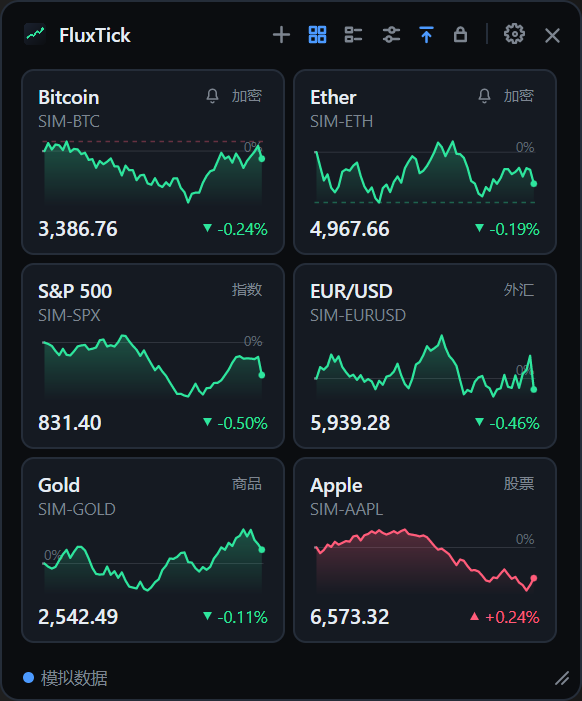 FluxTick
Bitcoin 加密
SIM-BTC
0%
3,386.76 ▼ -0.24%
Ether 加密
SIM-ETH
0%
4,967.66 ▼ -0.19%
S&P 500 指数
SIM-SPX
0%
831.40 ▼ -0.50%
EUR/USD 外汇
SIM-EURUSD
0%
5,939.28 ▼ -0.46%
Gold 商品
SIM-GOLD
0%
2,542.49 ▼ -0.11%
Apple 股票
SIM-AAPL
0%
6,573.32 ▲ +0.24%
模拟数据